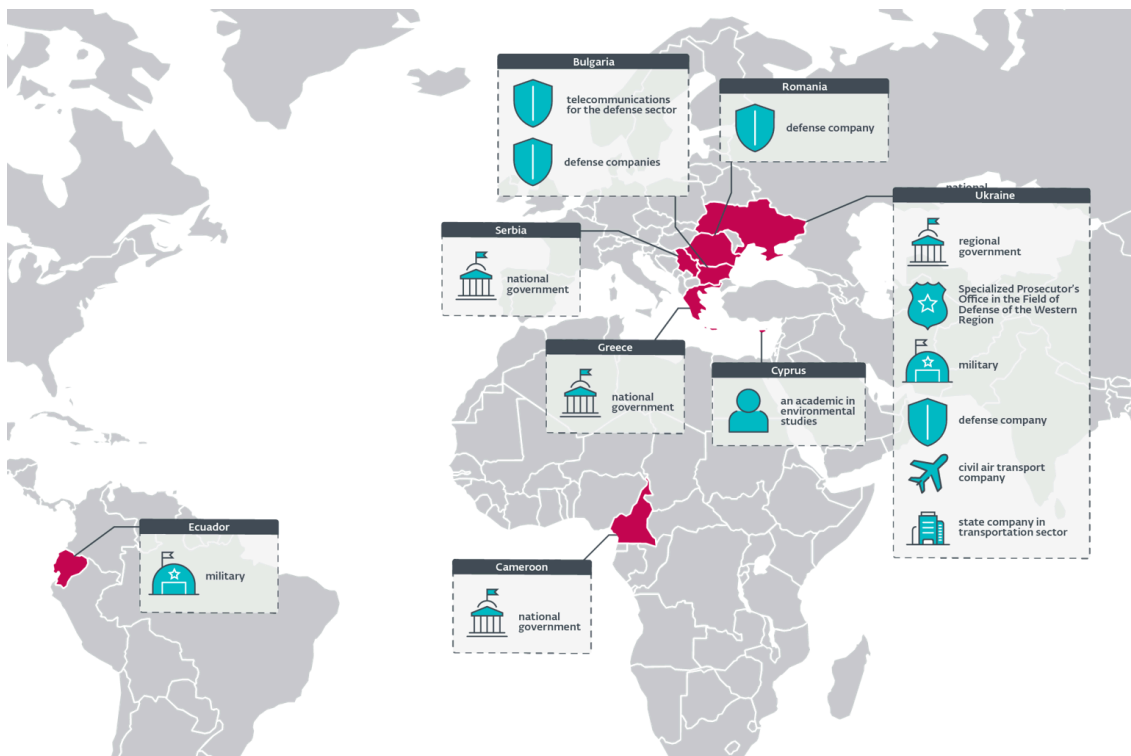 Bulgaria
telecommunications
for the defense sector
defense companies
Romania
defense company
national
Ukraine
regional
government
Specialized Prosecutor's
Office in the Field of
Defense of the Western
Region
military
defense company
civil air transport
company
state company in
transportation sector
Serbia
national
government
Greece
national
government
Cyprus
an academic in
environmental
studies
Ecuador
military
Cameroon
national
government